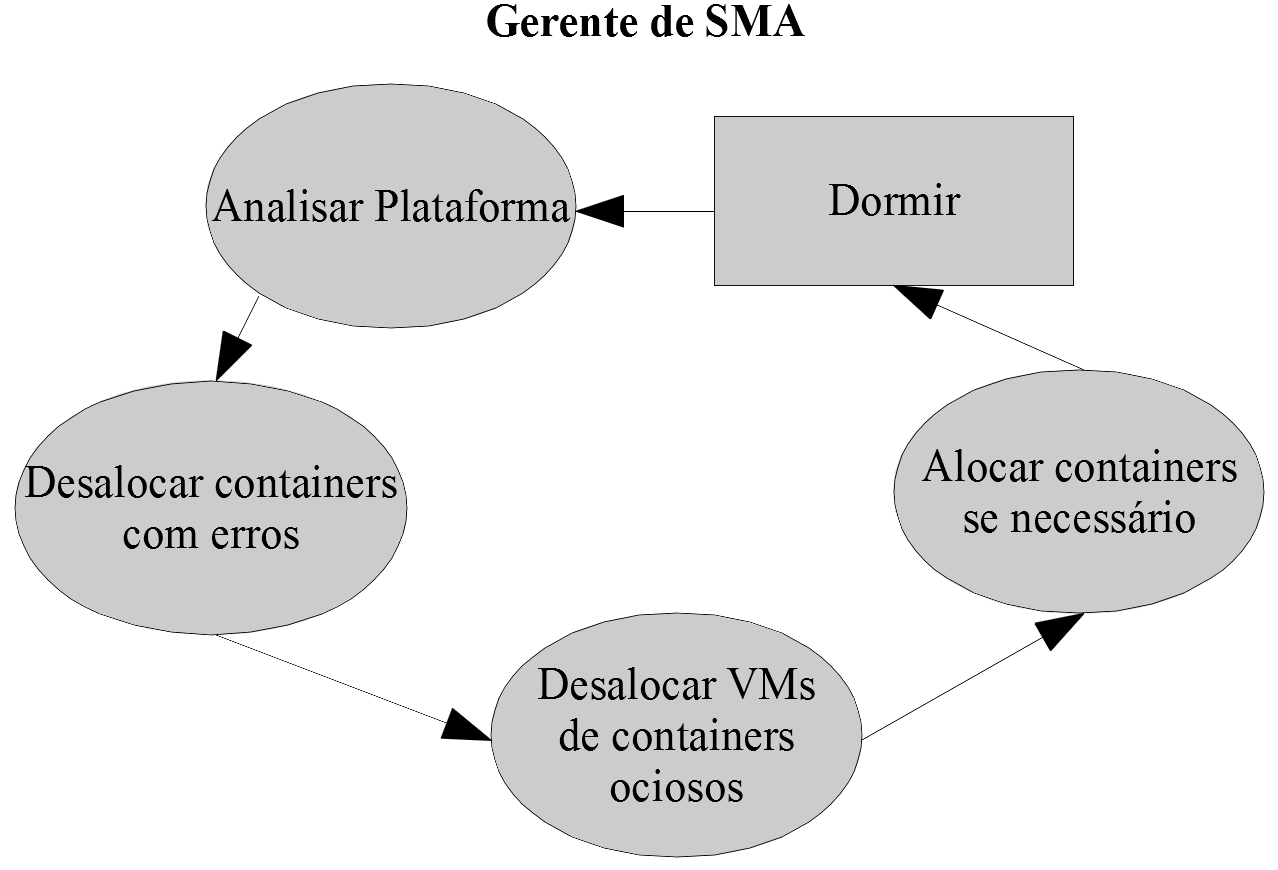 Gerente de SMA
Analisar Plataforma
Dormir
Desalocar containers
com erros
Alocar containers
se necessário
Desalocar VMs
de containers
ociosos